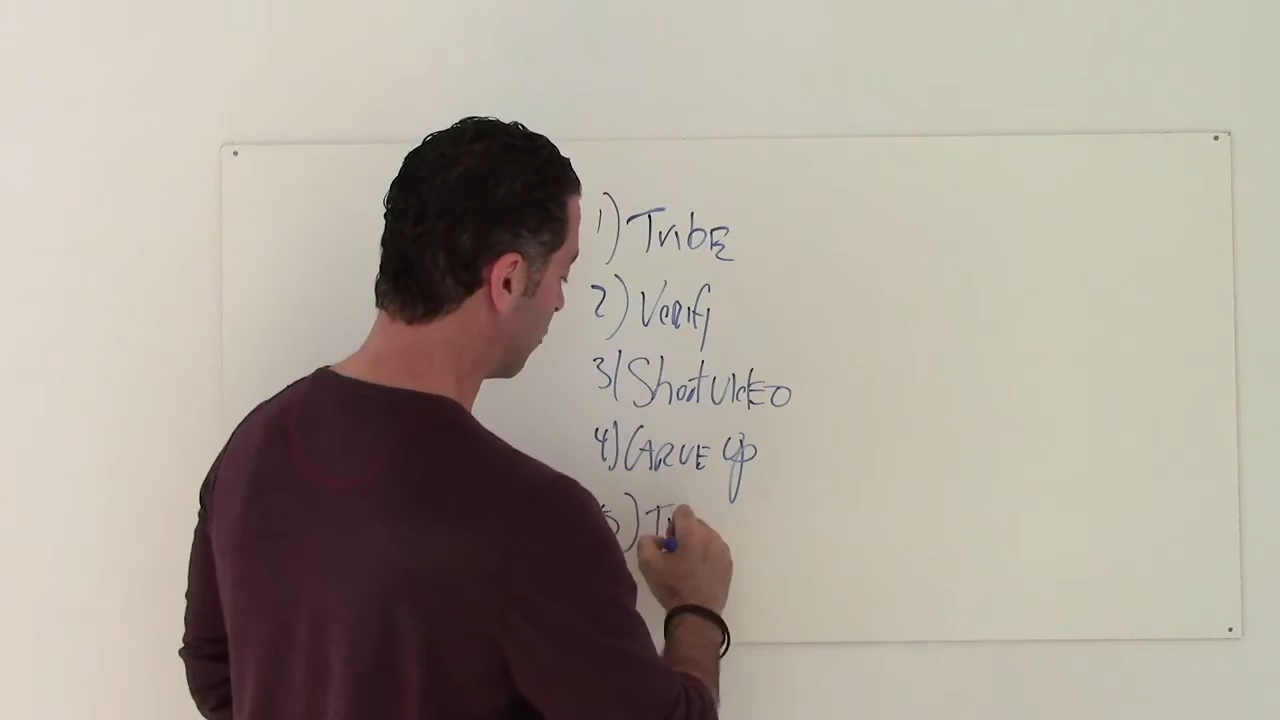 1) TribE
2) Verify
3) Shoot VidEO
4) CARVE Up
5)